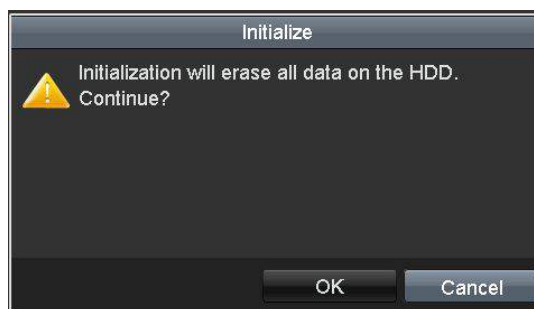 Initialize
Initialization will erase all data on the HDD.
Continue?
OK
Cancel